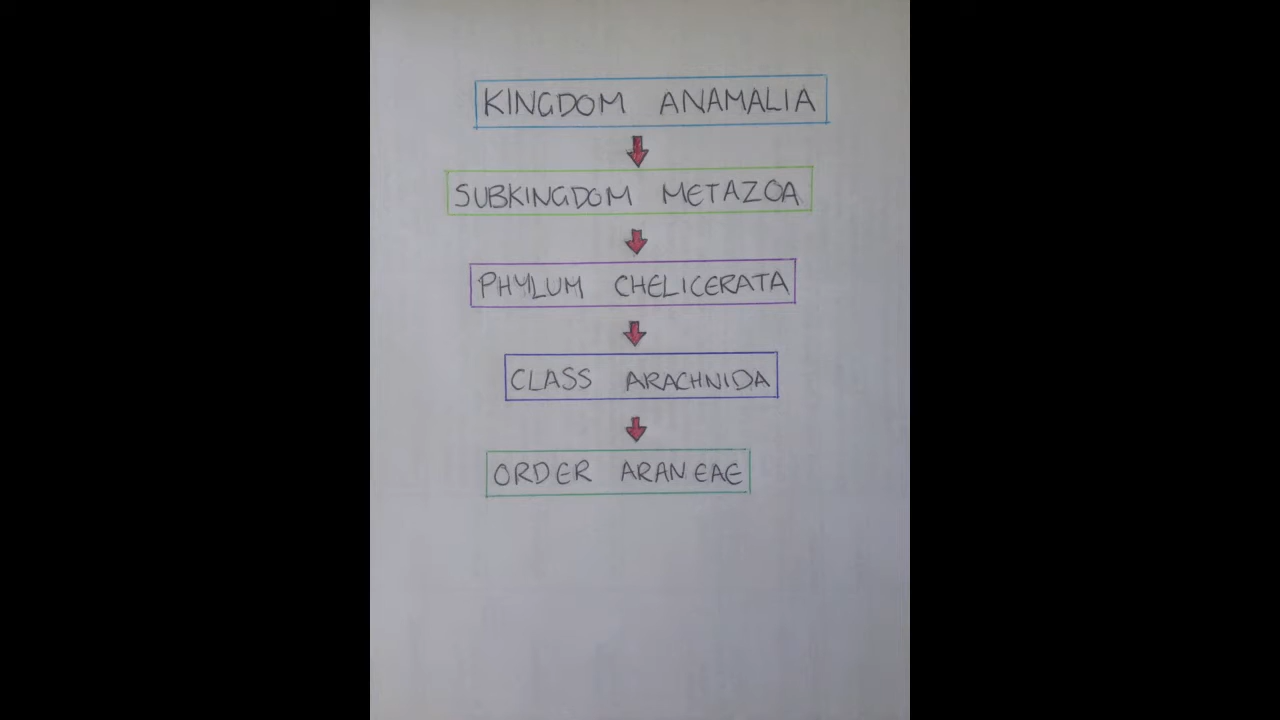 KINGDOM ANAMALIA
SUBKINGDOM METAZOA
PHYLUM CHELICERATA
CLASS ARACHNIDA
ORDER ARANEAE